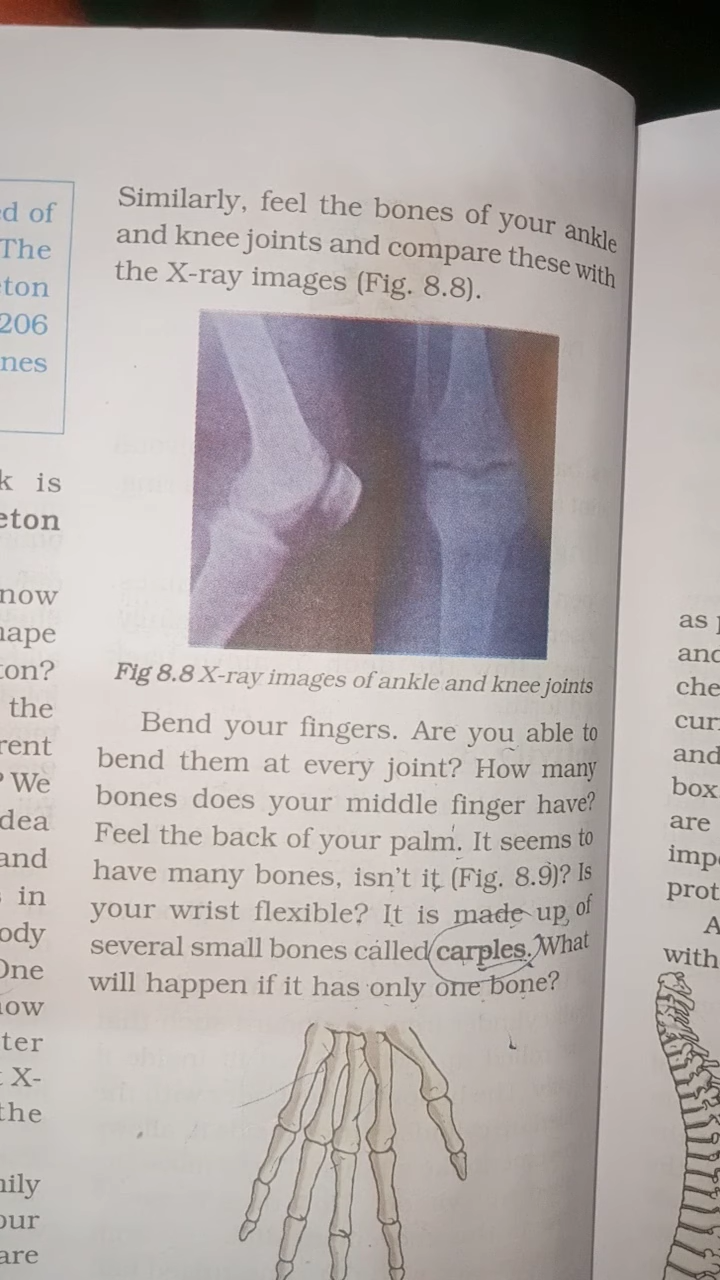 ed of
The
eton
206
nes
k is
eton
now
hape
ton?
the
rent
? We
dea
and
s in
ody
One
now
ter
t X-
the
nily
our
are
Similarly, feel the bones of your ankle
and knee joints and compare these with
the X-ray images (Fig. 8.8).
Fig 8.8 X-ray images of ankle and knee joints
Bend your fingers. Are you able to
bend them at every joint? How many
bones does your middle finger have?
Feel the back of your palm. It seems to
have many bones, isn't it (Fig. 8.9)? Is
your wrist flexible? It is made up of
several small bones called carples. What
will happen if it has only one bone?
as
and
che
cur
and
box
are
imp
prot
A
with